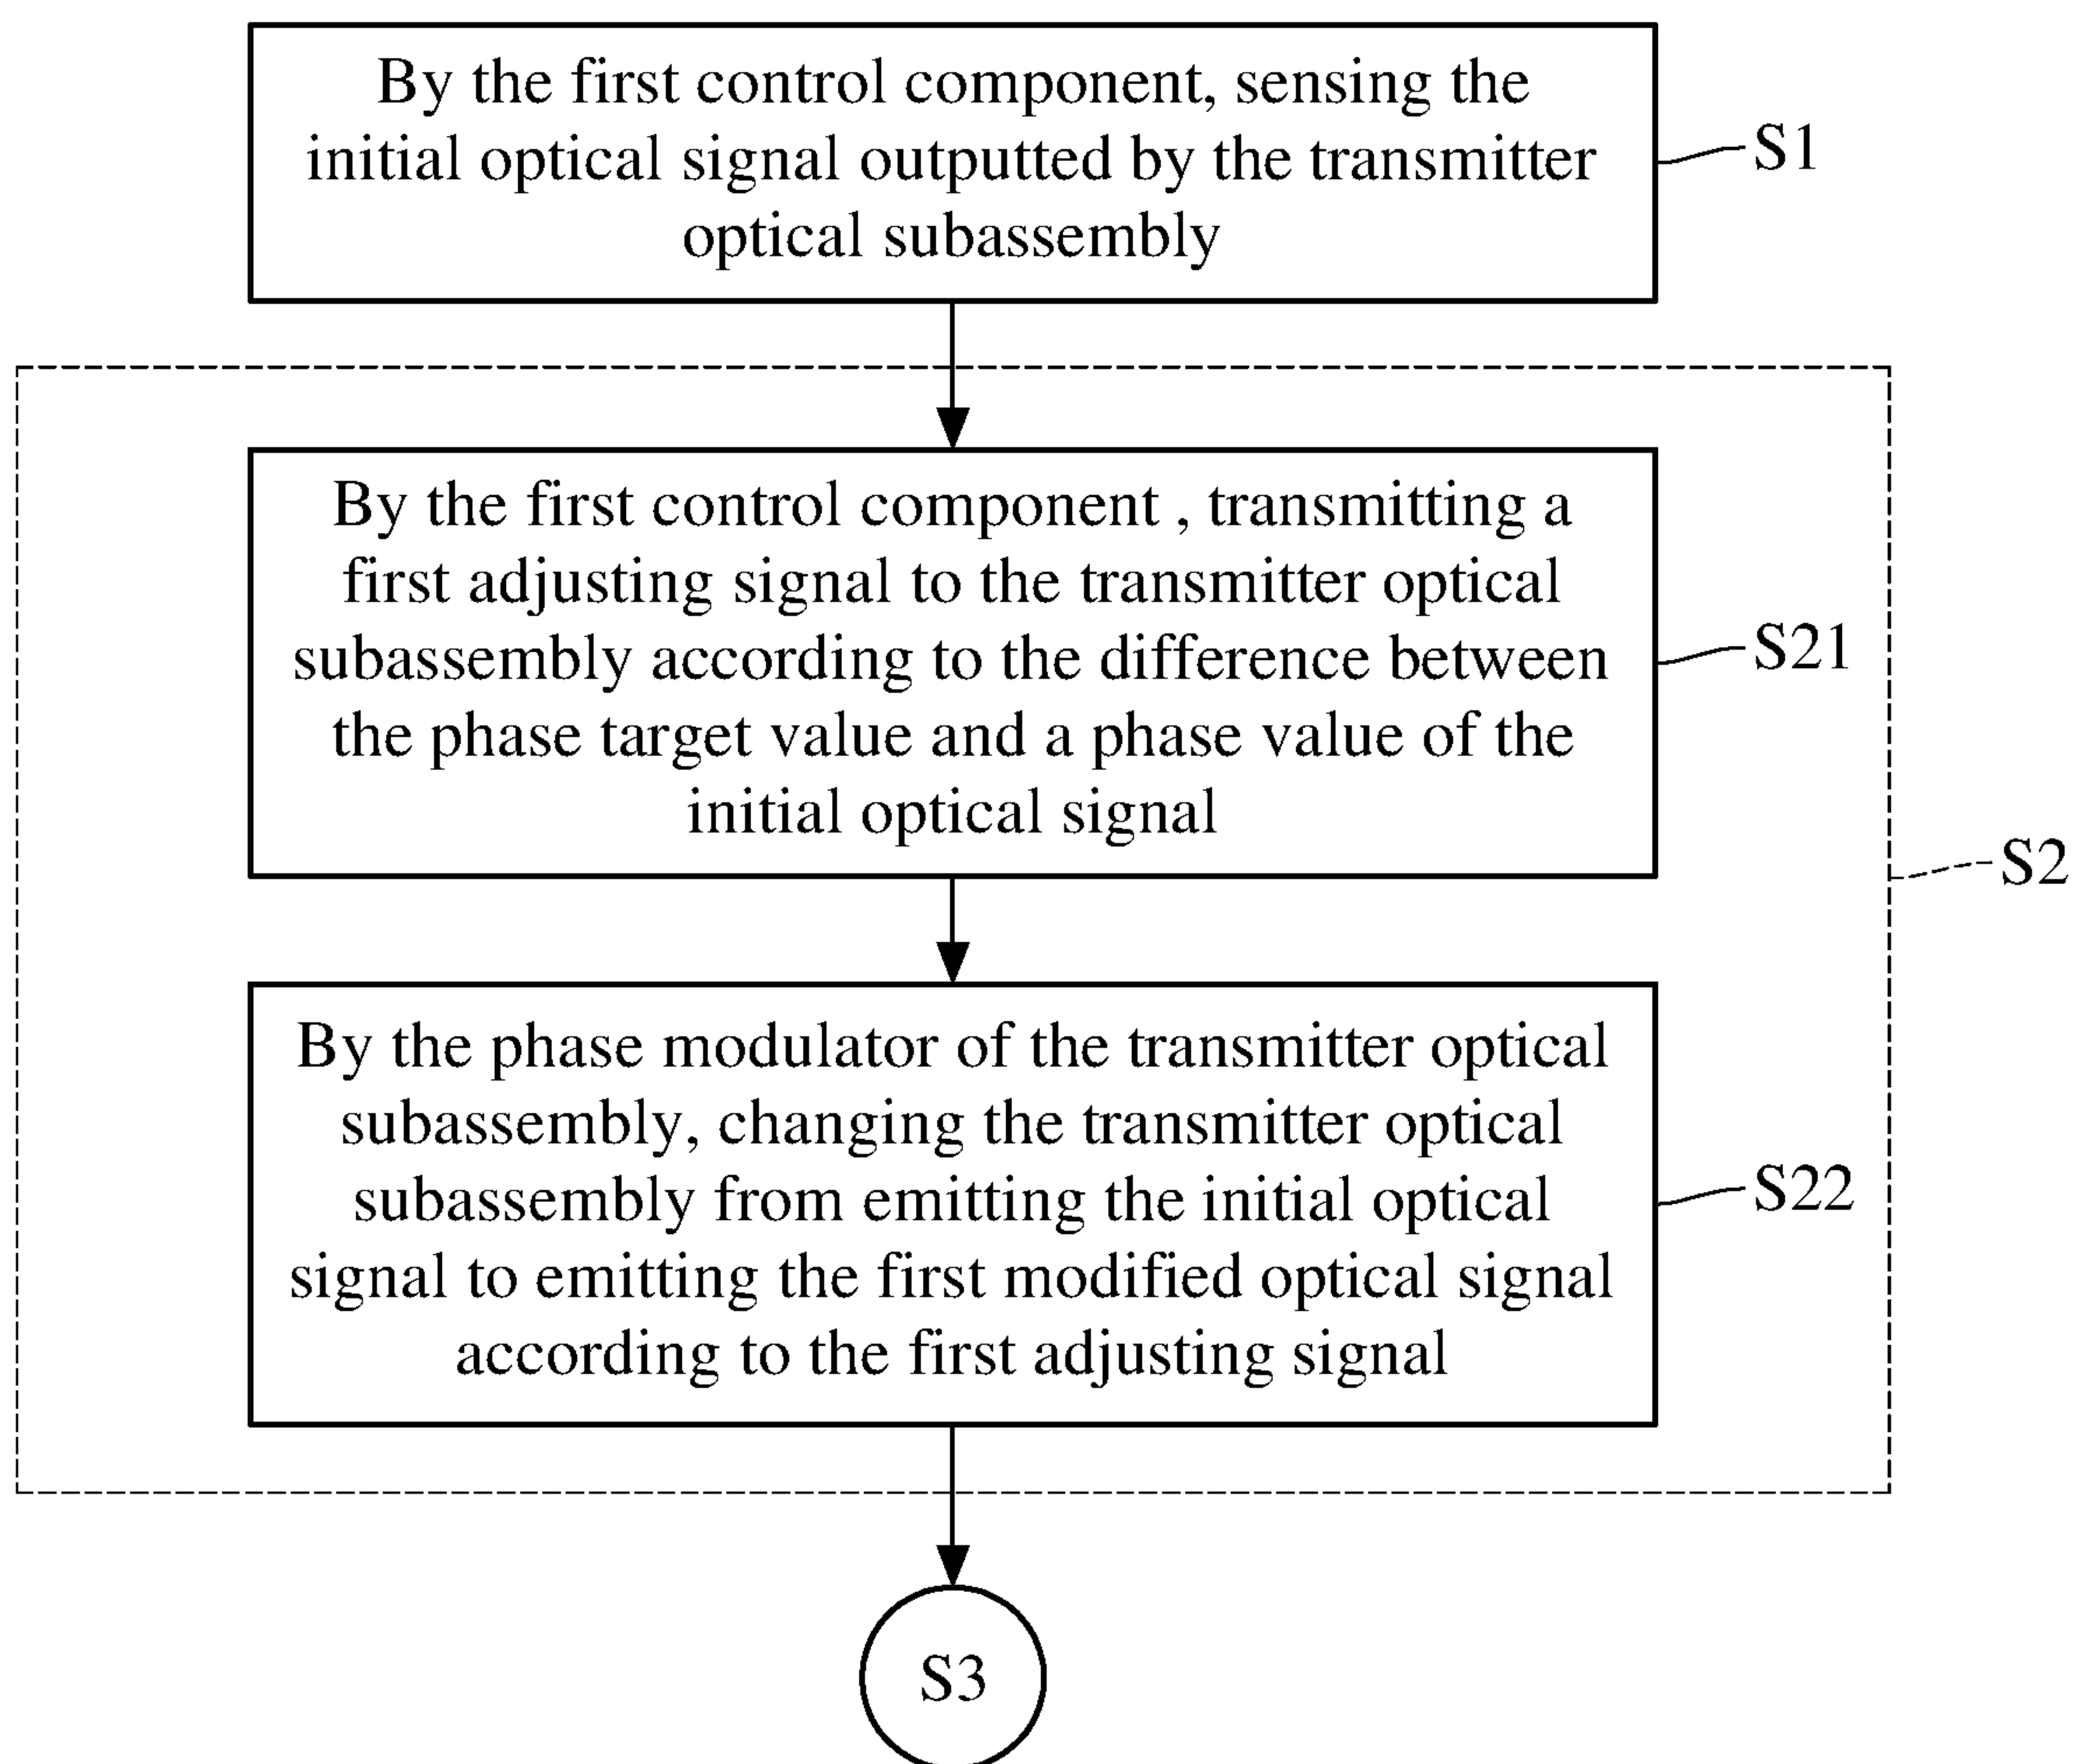 By the first control component, sensing the
initial optical signal outputted by the transmitter
optical subassembly
S1
By the first control component , transmitting a
first adjusting signal to the transmitter optical
subassembly according to the difference between
the phase target value and a phase value of the
initial optical signal
S21
S2
By the phase modulator of the transmitter optical
subassembly, changing the transmitter optical
subassembly from emitting the initial optical
signal to emitting the first modified optical signal
according to the first adjusting signal
S22
S3